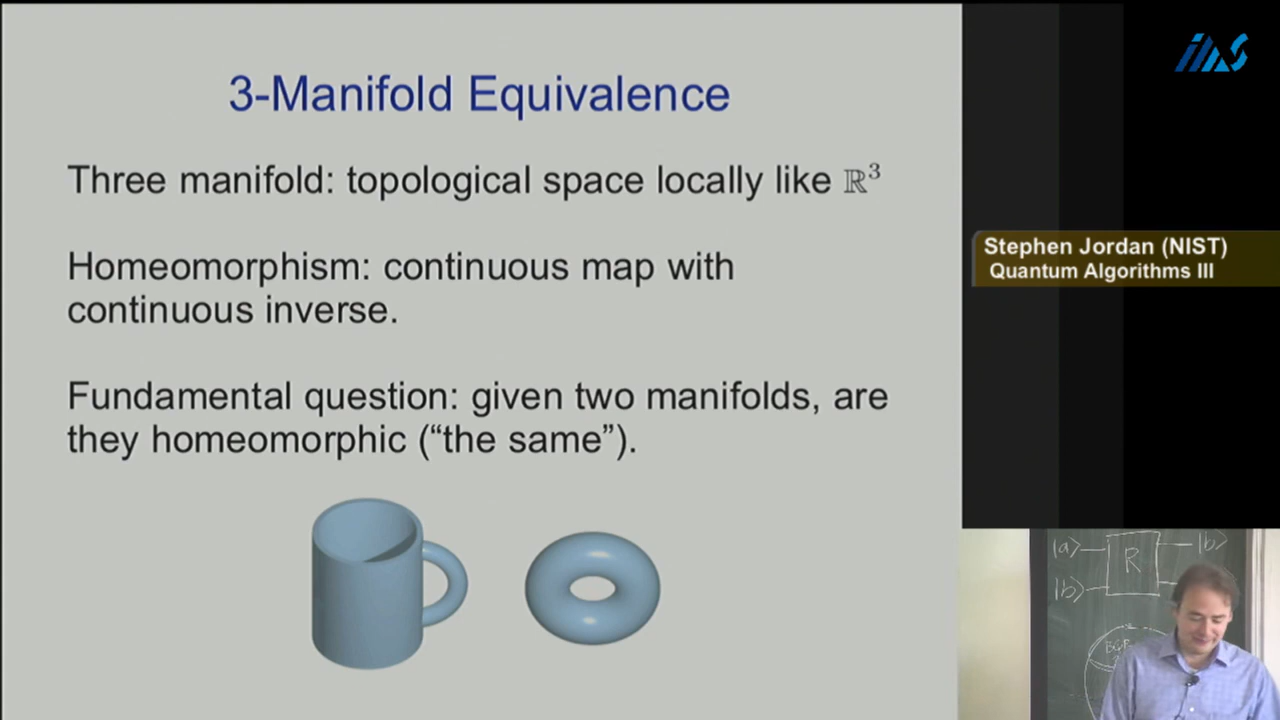 3-Manifold Equivalence
Three manifold: topological space locally like ℝ³
Homeomorphism: continuous map with
continuous inverse.
Fundamental question: given two manifolds, are
they homeomorphic (“the same”).
Stephen Jordan (NIST)
Quantum Algorithms III
|a⟩
R
|b⟩
|b⟩